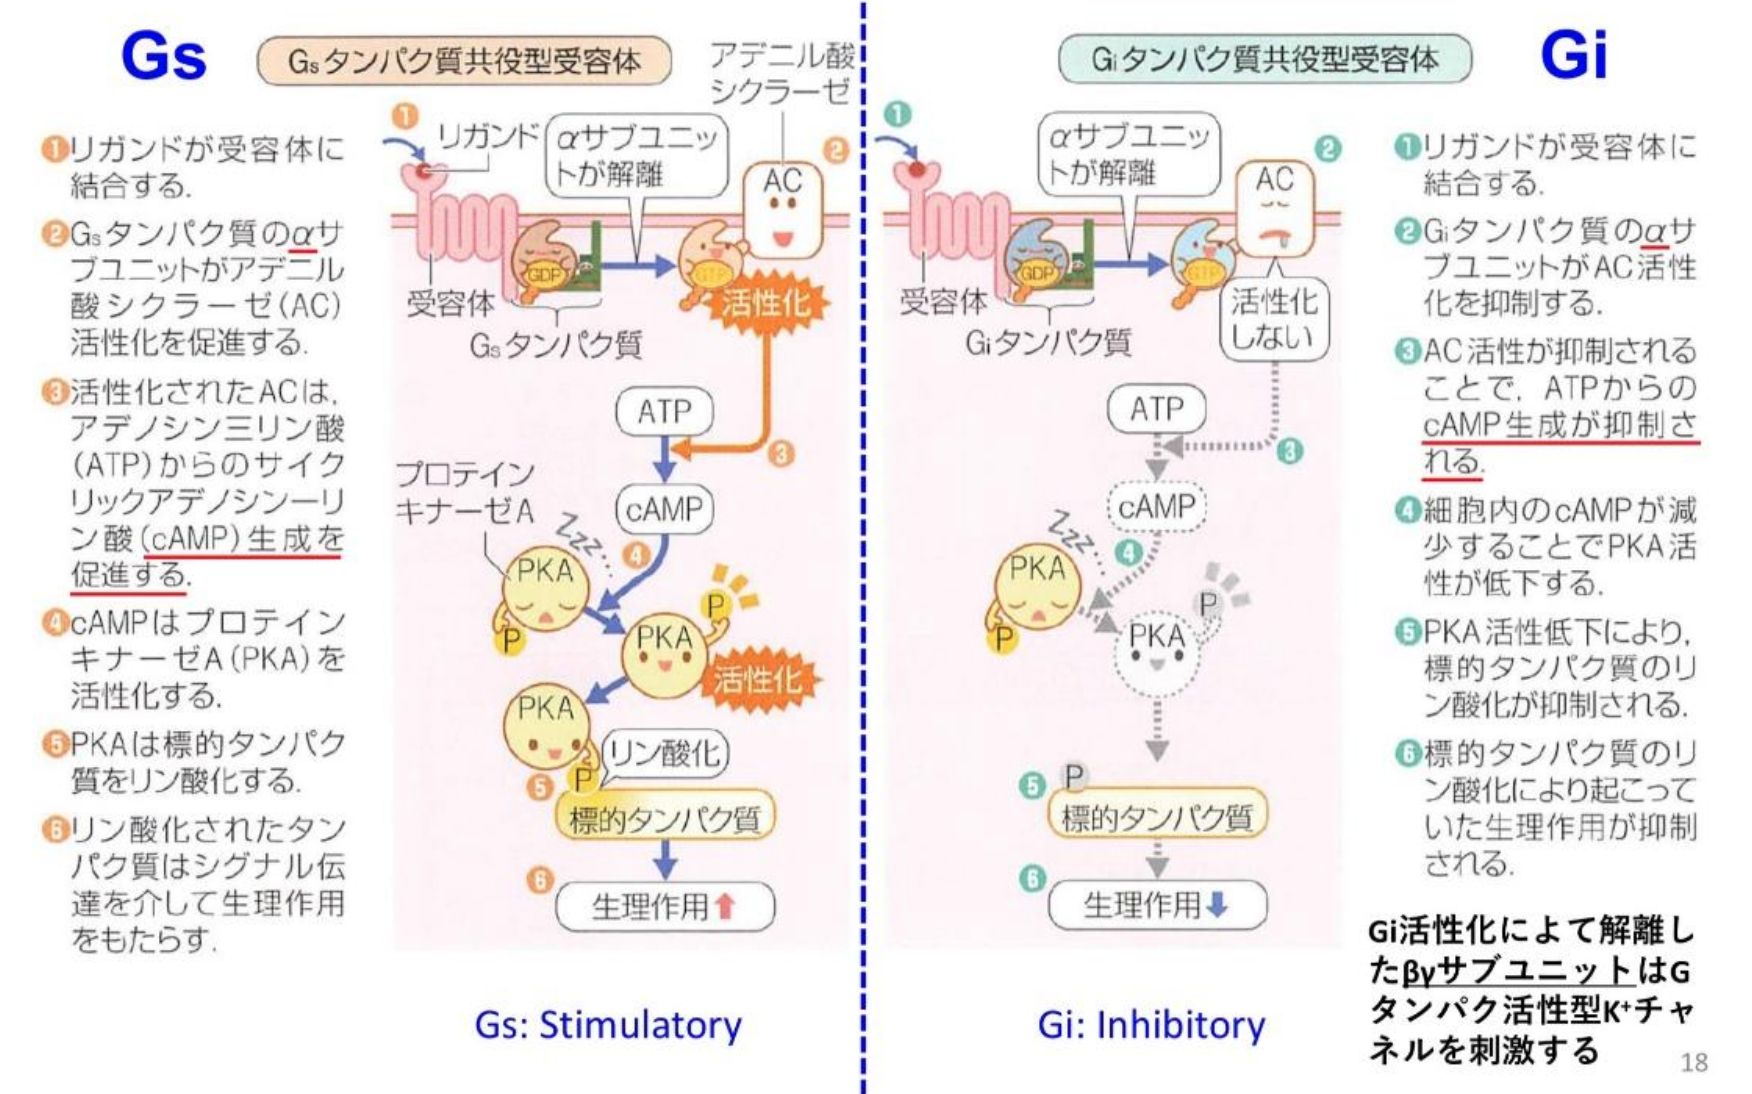 Gs
Gsタンパク質共役型受容体
❶リガンドが受容体に
結合する.
❷Gsタンパク質のαサ
ブユニットがアデニル
酸シクラーゼ(AC)
活性化を促進する.
❸活性化されたACは,
アデノシン三リン酸
(ATP)からのサイク
リックアデノシン一リ
ン酸(cAMP)生成を
促進する.
❹cAMPはプロテイン
キナーゼA(PKA)を
活性化する.
❺PKAは標的タンパク
質をリン酸化する.
❻リン酸化されたタン
パク質はシグナル伝
達を介して生理作用
をもたらす.
アデニル酸
シクラーゼ
❶
リガンド
αサブユニッ
トが解離
❷
AC
GDP
GTP
活性化
受容体
Gsタンパク質
ATP
❸
プロテイン
キナーゼA
cAMP
Zzz
❹
PKA
P
P
PKA
活性化
PKA
リン酸化
P
❺
標的タンパク質
❻
生理作用
Gs: Stimulatory
Giタンパク質共役型受容体
Gi
❶
αサブユニッ
トが解離
❷
AC
GDP
GTP
活性化
しない
受容体
Giタンパク質
ATP
❸
cAMP
Zzz
❹
PKA
P
P
PKA
❺
P
標的タンパク質
❻
生理作用
Gi: Inhibitory
❶リガンドが受容体に
結合する.
❷Giタンパク質のαサ
ブユニットがAC活性
化を抑制する.
❸AC活性が抑制される
ことで, ATPからの
cAMP生成が抑制さ
れる.
❹細胞内のcAMPが減
少することでPKA活
性が低下する.
❺PKA活性低下により,
標的タンパク質のリ
ン酸化が抑制される.
❻標的タンパク質のリ
ン酸化により起こって
いた生理作用が抑制
される.
Gi活性化によて解離し
たβγサブユニットはG
タンパク活性型K⁺チャ
ネルを刺激する
18